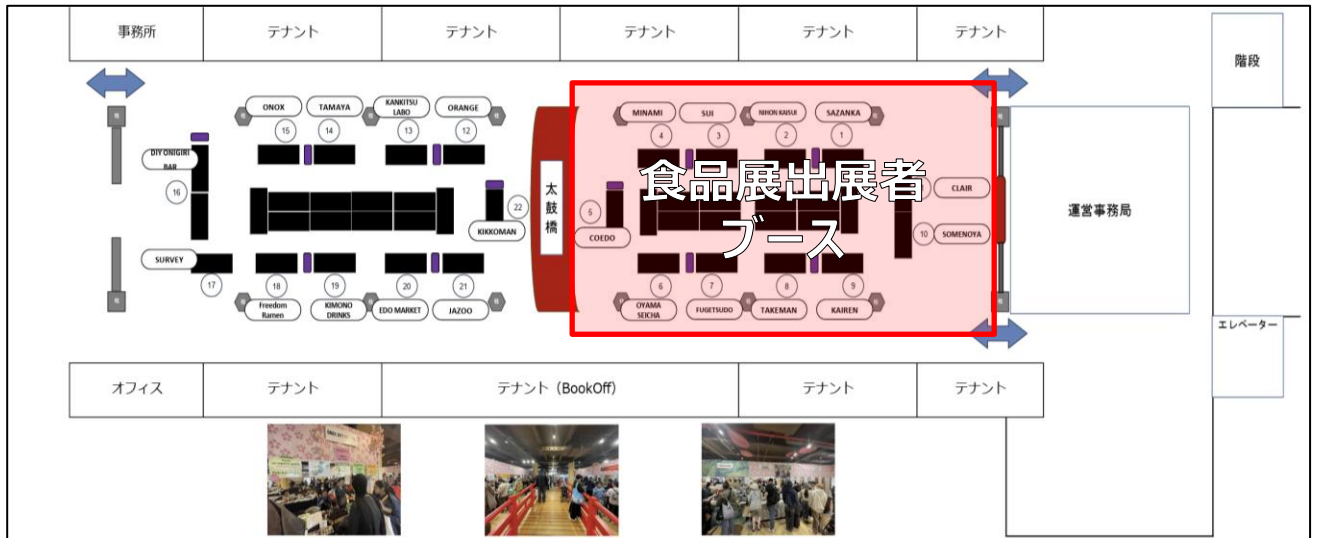 事務所
テナント
テナント
テナント
テナント
テナント
階段
ONOX
TAMAYA
KANKITSU
LABO
ORANGE
15
14
13
12
MINAMI
SUI
NIHON KAISUI
SAZANKA
4
3
2
1
DIY ONIGIRI
BAR
16
22
KIKKOMAN
太鼓橋
5
COEDO
食品展出展者
ブース
CLAIR
10
SOMENOYA
運営事務局
SURVEY
17
18
19
20
21
Freedom
Ramen
KIMONO
DRINKS
EDO MARKET
JAZOO
6
7
8
9
OYAMA
SEICHA
FUGETSUDO
TAKEMAN
KAIREN
エレベーター
オフィス
テナント
テナント（BookOff）
テナント
テナント